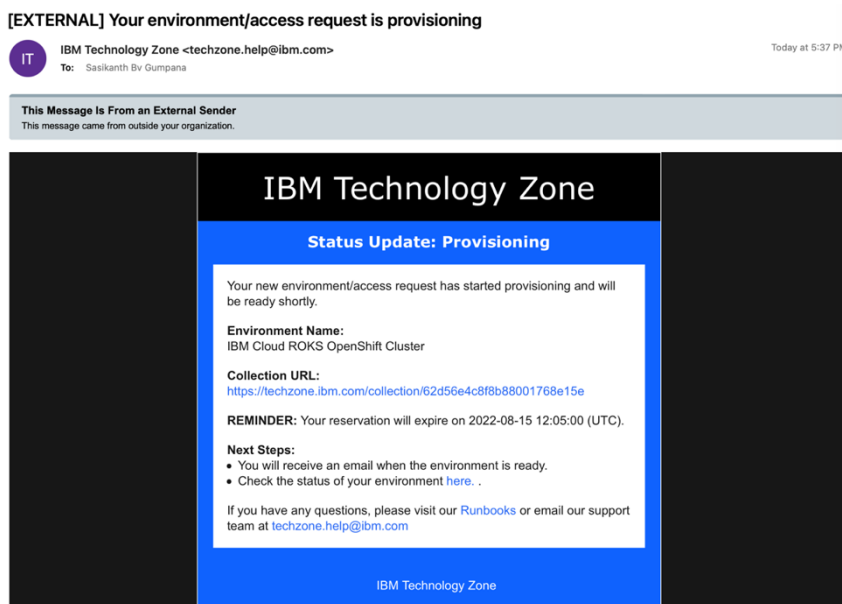 [EXTERNAL] Your environment/access request is provisioning
IT
IBM Technology Zone <techzone.help@ibm.com>
Today at 5:37 PM
To: Sasikanth Bv Gumpana
This Message Is From an External Sender
This message came from outside your organization.
IBM Technology Zone
Status Update: Provisioning
Your new environment/access request has started provisioning and will
be ready shortly.
Environment Name:
IBM Cloud ROKS OpenShift Cluster
Collection URL:
https://techzone.ibm.com/collection/62d56e4c8f8b88001768e15e
REMINDER: Your reservation will expire on 2022-08-15 12:05:00 (UTC).
Next Steps:
• You will receive an email when the environment is ready.
• Check the status of your environment here. .
If you have any questions, please visit our Runbooks or email our support
team at techzone.help@ibm.com
IBM Technology Zone